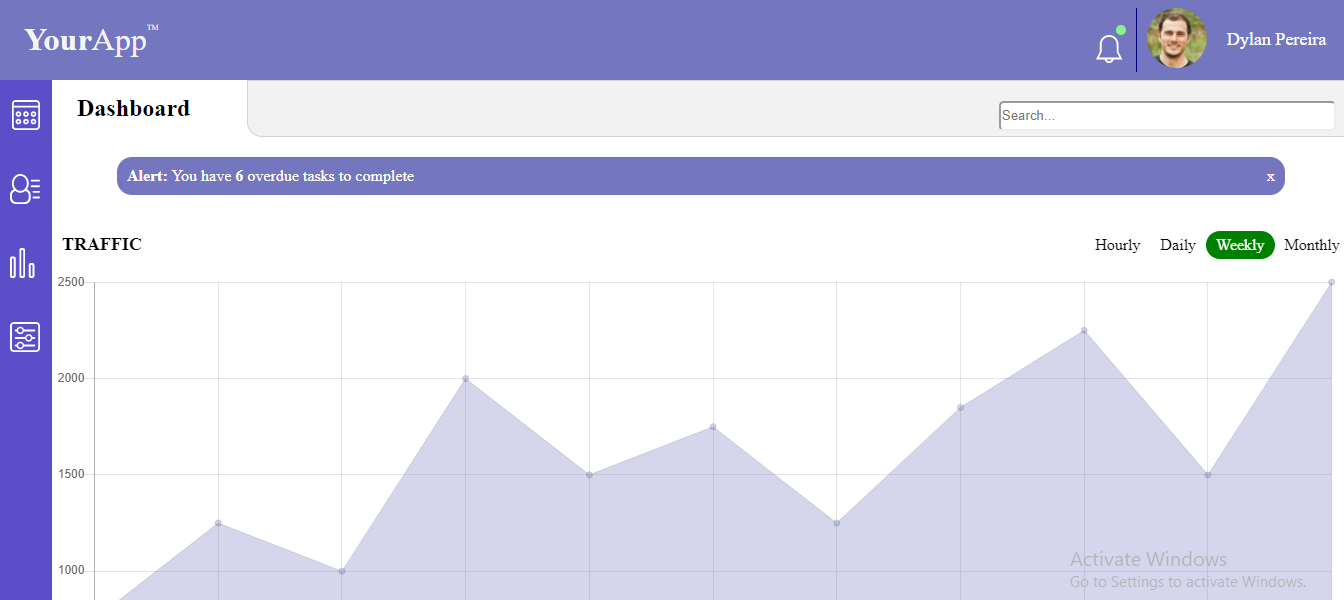 YourApp™
Dylan Pereira
Dashboard
Search...
Alert: You have 6 overdue tasks to complete x
TRAFFIC
Hourly Daily Weekly Monthly
2500
2000
1500
1000
Activate Windows
Go to Settings to activate Windows.